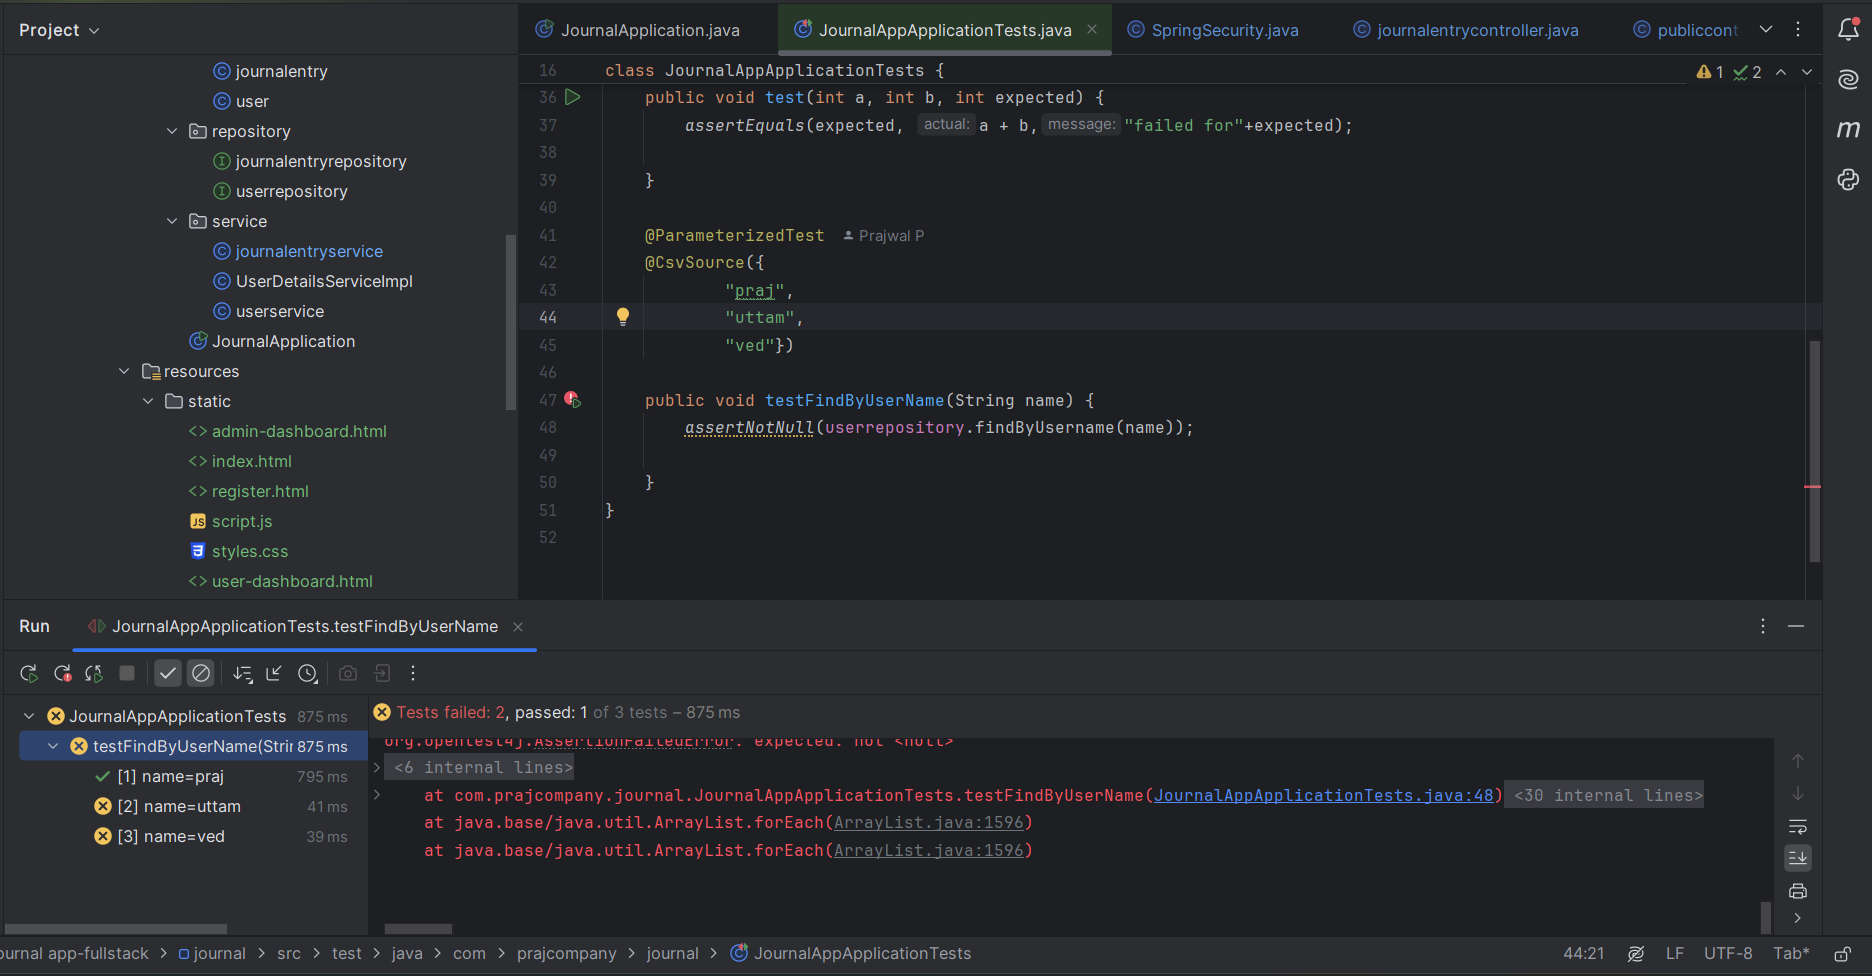 Project
JournalApplication.java
JournalAppApplicationTests.java
SpringSecurity.java
journalentrycontroller.java
publiccont
journalentry
user
repository
journalentryrepository
userrepository
service
journalentryservice
UserDetailsServiceImpl
userservice
JournalApplication
resources
static
admin-dashboard.html
index.html
register.html
JS script.js
styles.css
user-dashboard.html
16 class JournalAppApplicationTests {
1 2
36 public void test(int a, int b, int expected) {
37 assertEquals(expected, actual: a + b, message: "failed for"+expected);
38
39 }
40
41 @ParameterizedTest Prajwal P
42 @CsvSource({
43 "praj",
44 "uttam",
45 "ved"})
46
47 public void testFindByUserName(String name) {
48 assertNotNull(userrepository.findByUsername(name));
49
50 }
51 }
52
Run JournalAppApplicationTests.testFindByUserName
JournalAppApplicationTests 875 ms
testFindByUserName(Strin 875 ms
[1] name=praj 795 ms
[2] name=uttam 41 ms
[3] name=ved 39 ms
Tests failed: 2, passed: 1 of 3 tests – 875 ms
org.opentest4j.AssertionFailedError: expected: not <null>
<6 internal lines>
at com.prajcompany.journal.JournalAppApplicationTests.testFindByUserName(JournalAppApplicationTests.java:48) <30 internal lines>
at java.base/java.util.ArrayList.forEach(ArrayList.java:1596)
at java.base/java.util.ArrayList.forEach(ArrayList.java:1596)
ournal app-fullstack > journal > src > test > java > com > prajcompany > journal > JournalAppApplicationTests
44:21 LF UTF-8 Tab*